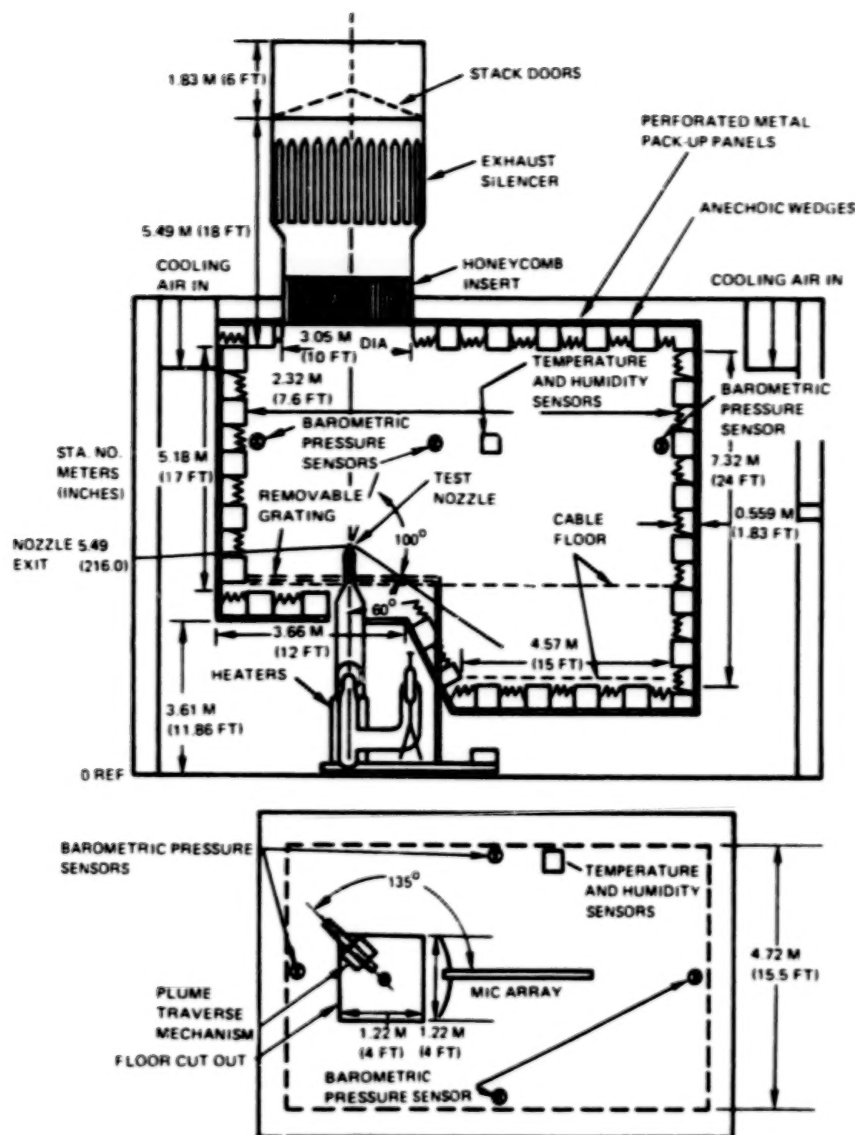 1.83 M (6 FT)
STACK DOORS
PERFORATED METAL
PACK-UP PANELS
EXHAUST
SILENCER
ANECHOIC WEDGES
5.49 M (18 FT)
COOLING
AIR IN
HONEYCOMB
INSERT
COOLING AIR IN
3.05 M
(10 FT)
DIA
TEMPERATURE
AND HUMIDITY
SENSORS
2.32 M
(7.6 FT)
BAROMETRIC
PRESSURE
SENSORS
BAROMETRIC
PRESSURE
SENSOR
STA. NO.
METERS
(INCHES)
5.18 M
(17 FT)
7.32 M
(24 FT)
REMOVABLE
GRATING
TEST
NOZZLE
CABLE
FLOOR
0.559 M
(1.83 FT)
NOZZLE 5.49
EXIT (216.0)
100°
60°
3.66 M
(12 FT)
4.57 M
(15 FT)
HEATERS
3.61 M
(11.86 FT)
0 REF
BAROMETRIC PRESSURE
SENSORS
135°
TEMPERATURE
AND HUMIDITY
SENSORS
4.72 M
(15.5 FT)
MIC ARRAY
PLUME
TRAVERSE
MECHANISM
1.22 M
(4 FT)
1.22 M
(4 FT)
FLOOR CUT OUT
BAROMETRIC
PRESSURE SENSOR